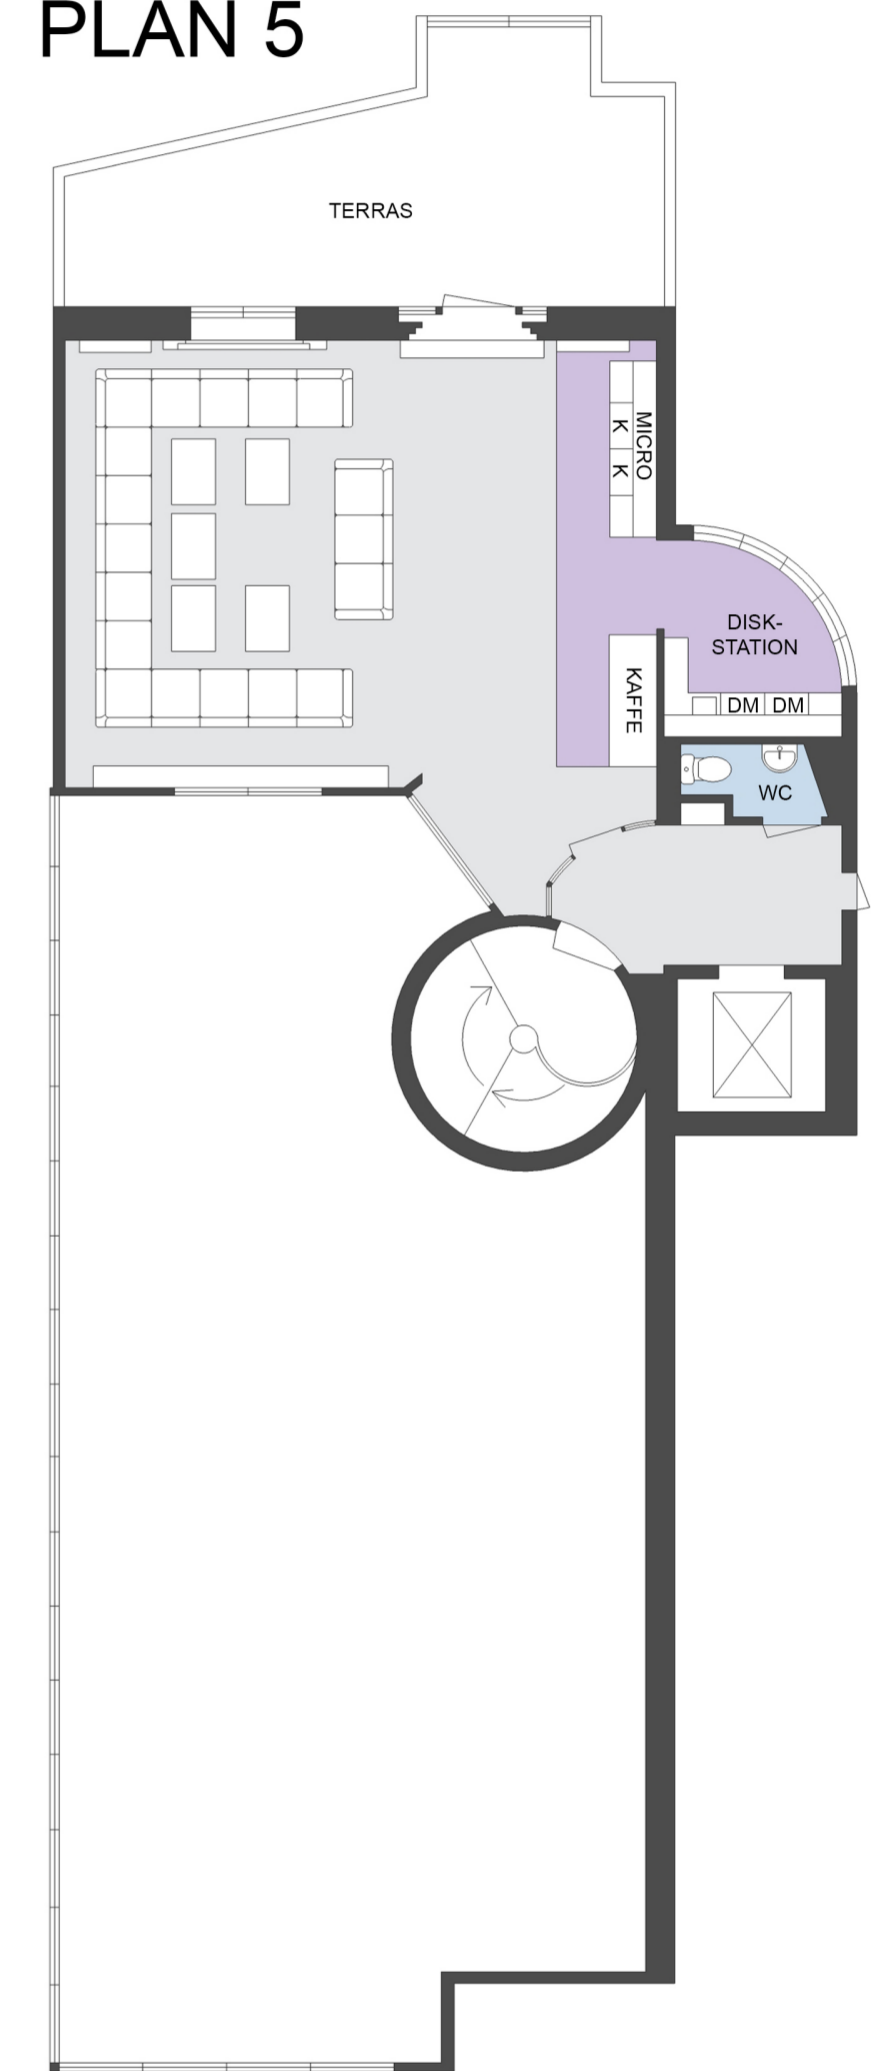 PLAN 5
TERRAS
MICRO
K
K
DISK-
STATION
KAFFE
DM DM
WC